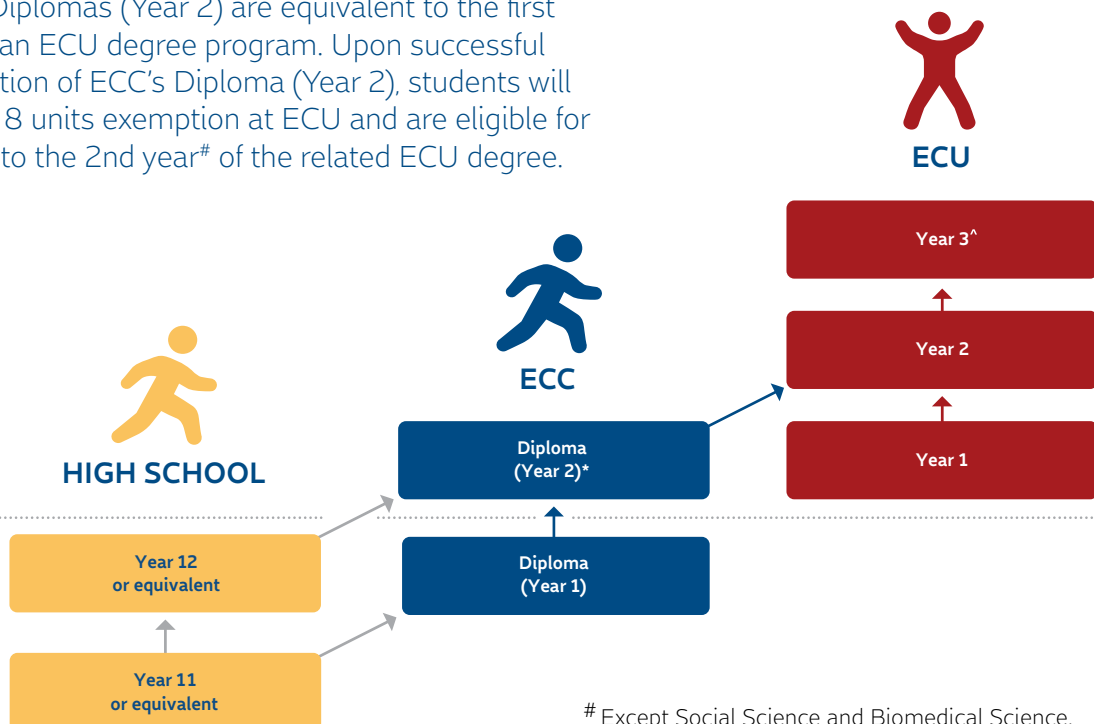 Diplomas (Year 2) are equivalent to the first
an ECU degree program. Upon successful
tion of ECC's Diploma (Year 2), students will
8 units exemption at ECU and are eligible for
to the 2nd year# of the related ECU degree.
ECU
Year 3^
Year 2
Year 1
ECC
Diploma
(Year 2)*
Diploma
(Year 1)
HIGH SCHOOL
Year 12
or equivalent
Year 11
or equivalent
# Except Social Science and Biomedical Science.